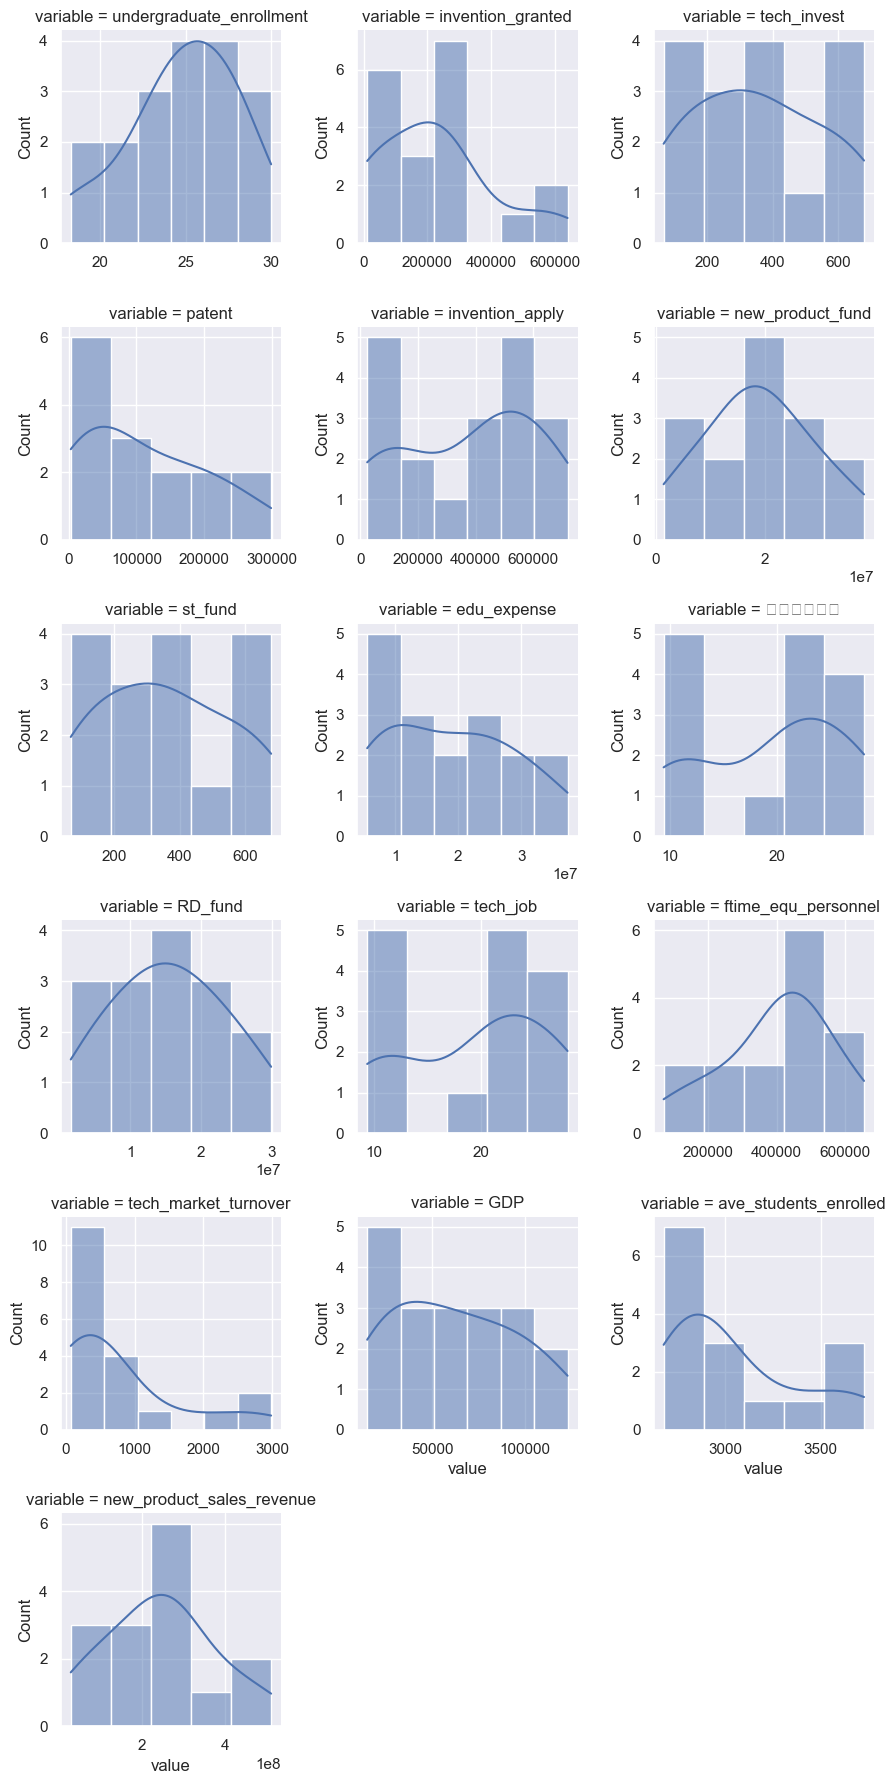 variable = undergraduate_enrollment
Count
4
3
2
1
0
20 25 30
variable = invention_granted
Count
6
4
2
0
0 200000 400000 600000
variable = tech_invest
Count
4
3
2
1
0
200 400 600
variable = patent
Count
6
4
2
0
0 100000 200000 300000
variable = invention_apply
Count
5
4
3
2
1
0
0 200000 400000 600000
variable = new_product_fund
Count
5
4
3
2
1
0
0 2
1e7
variable = st_fund
Count
4
3
2
1
0
200 400 600
variable = edu_expense
Count
5
4
3
2
1
0
1 2 3
1e7
variable =
Count
5
4
3
2
1
0
10 20
variable = RD_fund
Count
4
3
2
1
0
1 2 3
1e7
variable = tech_job
Count
5
4
3
2
1
0
10 20
variable = ftime_equ_personnel
Count
6
4
2
0
200000 400000 600000
variable = tech_market_turnover
Count
10
8
6
4
2
0
0 1000 2000 3000
variable = GDP
Count
5
4
3
2
1
0
50000 100000
value
variable = ave_students_enrolled
Count
6
4
2
0
3000 3500
value
variable = new_product_sales_revenue
Count
6
4
2
0
2 4
1e8
value